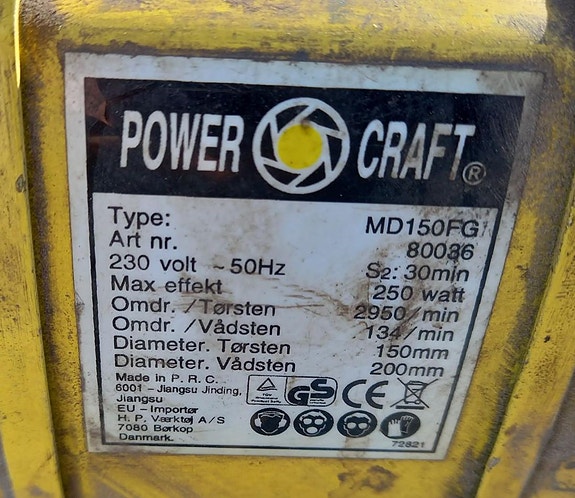 POWER CRAFT®
Type: MD150FG
Art nr. 80036
230 volt ~50Hz S2: 30min
Max effekt 250 watt
Omdr. /Tørsten 2950/min
Omdr. /Vådsten 134/min
Diameter. Tørsten 150mm
Diameter. Vådsten 200mm
Made in P. R. C.
6001 – Jiangsu Jinding,
Jiangsu
EU – Importør
H. P. Værktøj A/S
7080 Børkop
Danmark.
TÜV
GS CE
72821